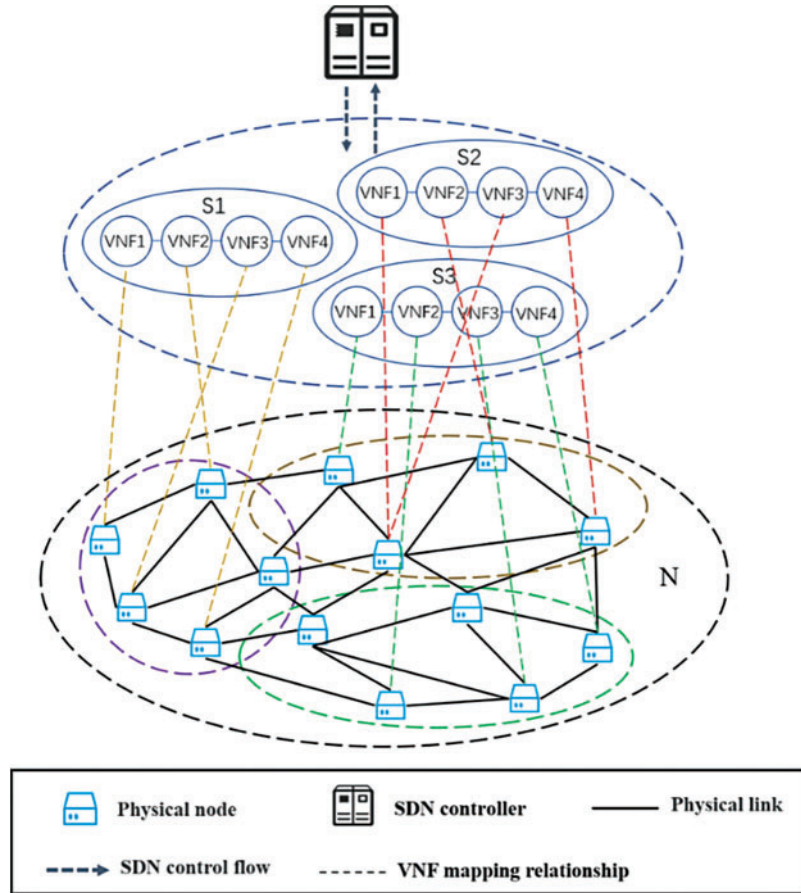 S2
VNF1 VNF2 VNF3 VNF4
S1
VNF1 VNF2 VNF3 VNF4
S3
VNF1 VNF2 VNF3 VNF4
N
Physical node SDN controller Physical link
SDN control flow VNF mapping relationship